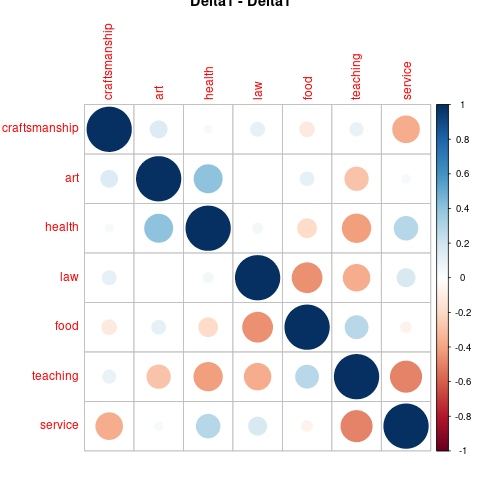 Delta1 - Delta1
craftsmanship
art
health
law
food
teaching
service
craftsmanship
art
health
law
food
teaching
service
1
0.8
0.6
0.4
0.2
0
-0.2
-0.4
-0.6
-0.8
-1